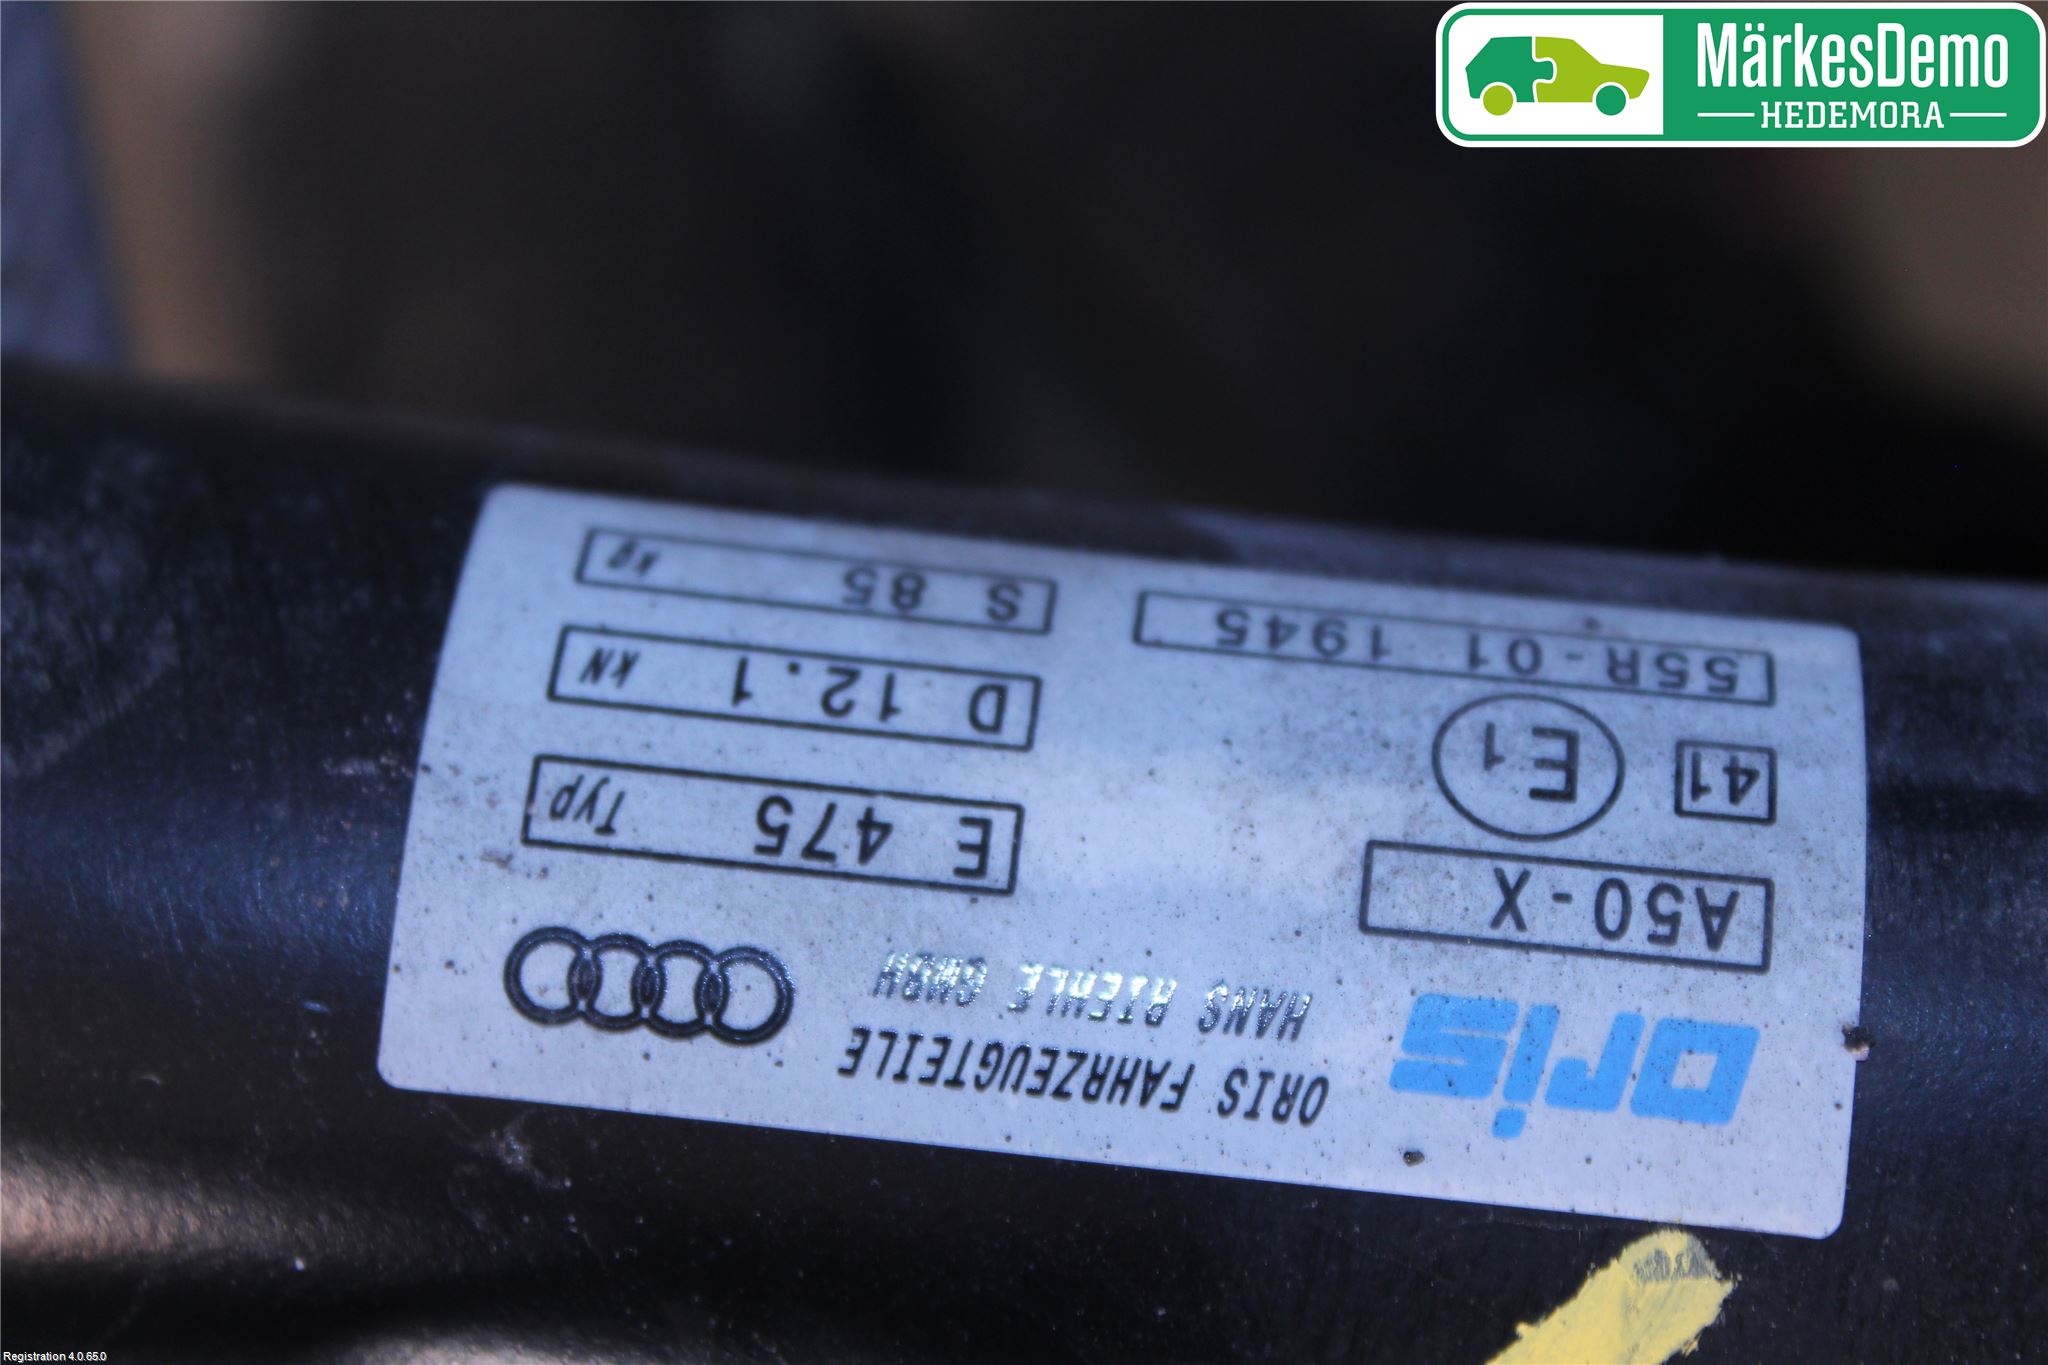 MärkesDemo
HEDEMORA
oris
ORIS FAHRZEUGTEILE
HANS RIEHLE GMBH
A50-X
41 E1
55R-01 1945
Typ E 475
D 12.1 kN
S 85 kg
Registration 4.0.65.0